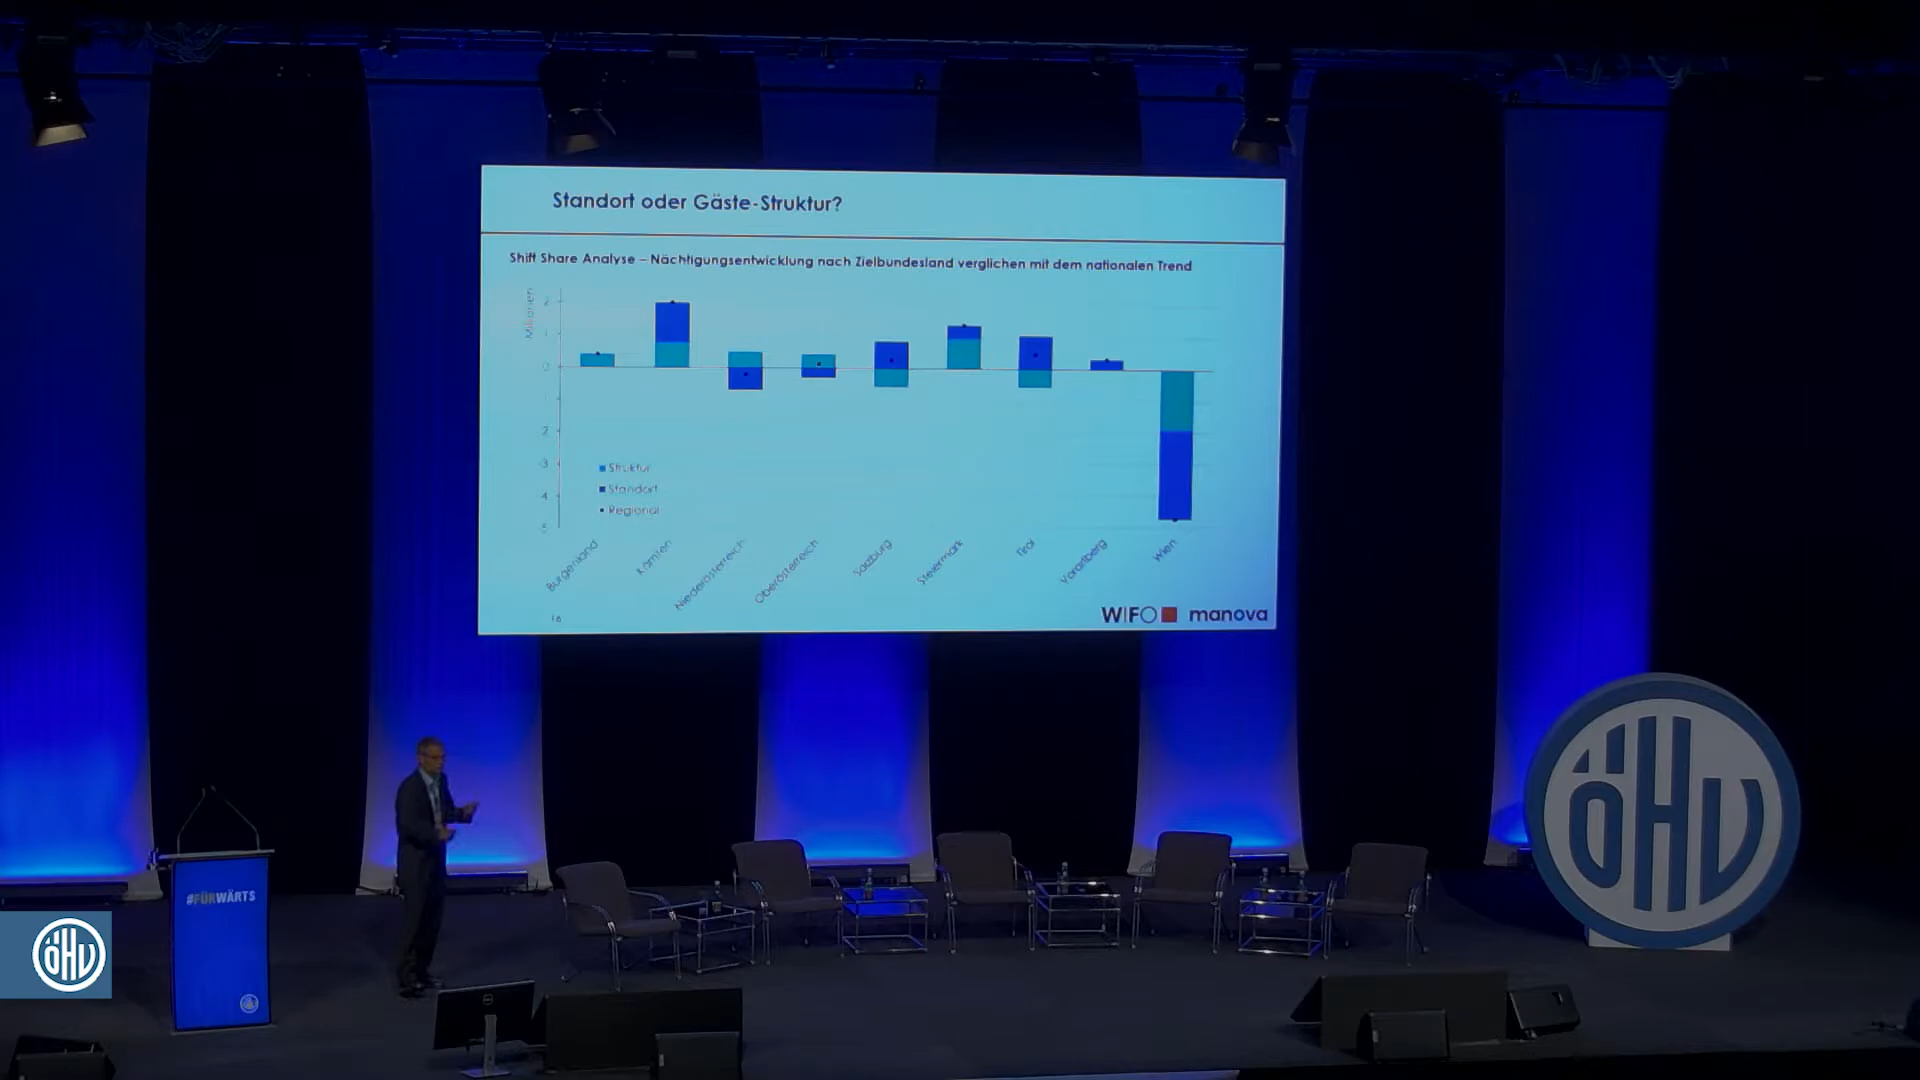 Standort oder Gäste-Struktur?
Shift Share Analyse – Nächtigungsentwicklung nach Zielbundesland verglichen mit dem nationalen Trend
Millionen
2
1
0
1
2
3
4
5
Struktur
Standort
Regional
Burgenland
Kärnten
Niederösterreich
Oberösterreich
Salzburg
Steiermark
Tirol
Vorarlberg
Wien
16
WIFO manova
ÖHV
#FÜRWÄRTS
ÖHV